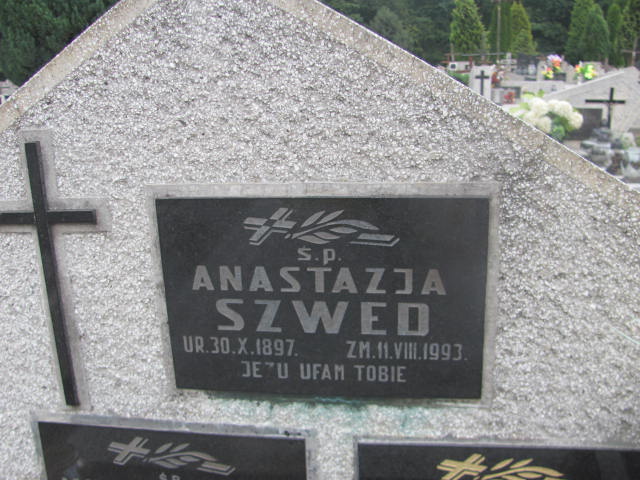 Ś.p.
ANASTAZJA
SZWED
UR.30.X.1897. ZM.11.VIII.1993.
JEZU UFAM TOBIE
Ś.P.